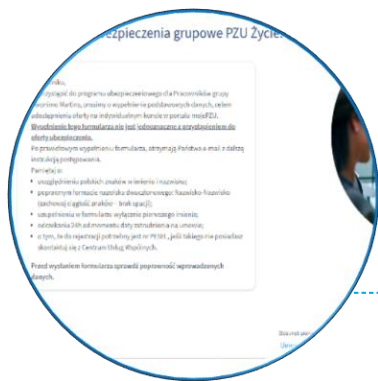 ezpieczenia grupowe PZU Życie
niku,
przystąpić do programu ubezpieczeniowego dla Pracowników grupy
Jeronimo Martins, prosimy o wypełnienie podstawowych danych, celem
udostępnienia oferty na indywidualnym koncie w portalu mojePZU.
Wypełnienie tego formularza nie jest jednoznaczne z przystąpieniem do
oferty ubezpieczenia.
Po prawidłowym wypełnieniu formularza, otrzymają Państwo e-mail z dalszą
instrukcją postępowania.
Pamiętaj o:
• uwzględnieniu polskich znaków w imieniu i nazwisku;
• poprawnym formacie nazwiska dwuczłonowego: Nazwisko-Nazwisko
(zachowaj ciągłość znaków - brak spacji);
• uzupełnieniu w formularzu wyłącznie pierwszego imienia;
• odczekaniu 24h od momentu daty zatrudnienia na umowie;
• o tym, że do rejestracji potrzebny jest nr PESEL, jeśli takiego nie posiadasz
skontaktuj się z Centrum Usług Wspólnych.
Przed wysłaniem formularza sprawdź poprawność wprowadzonych
danych.